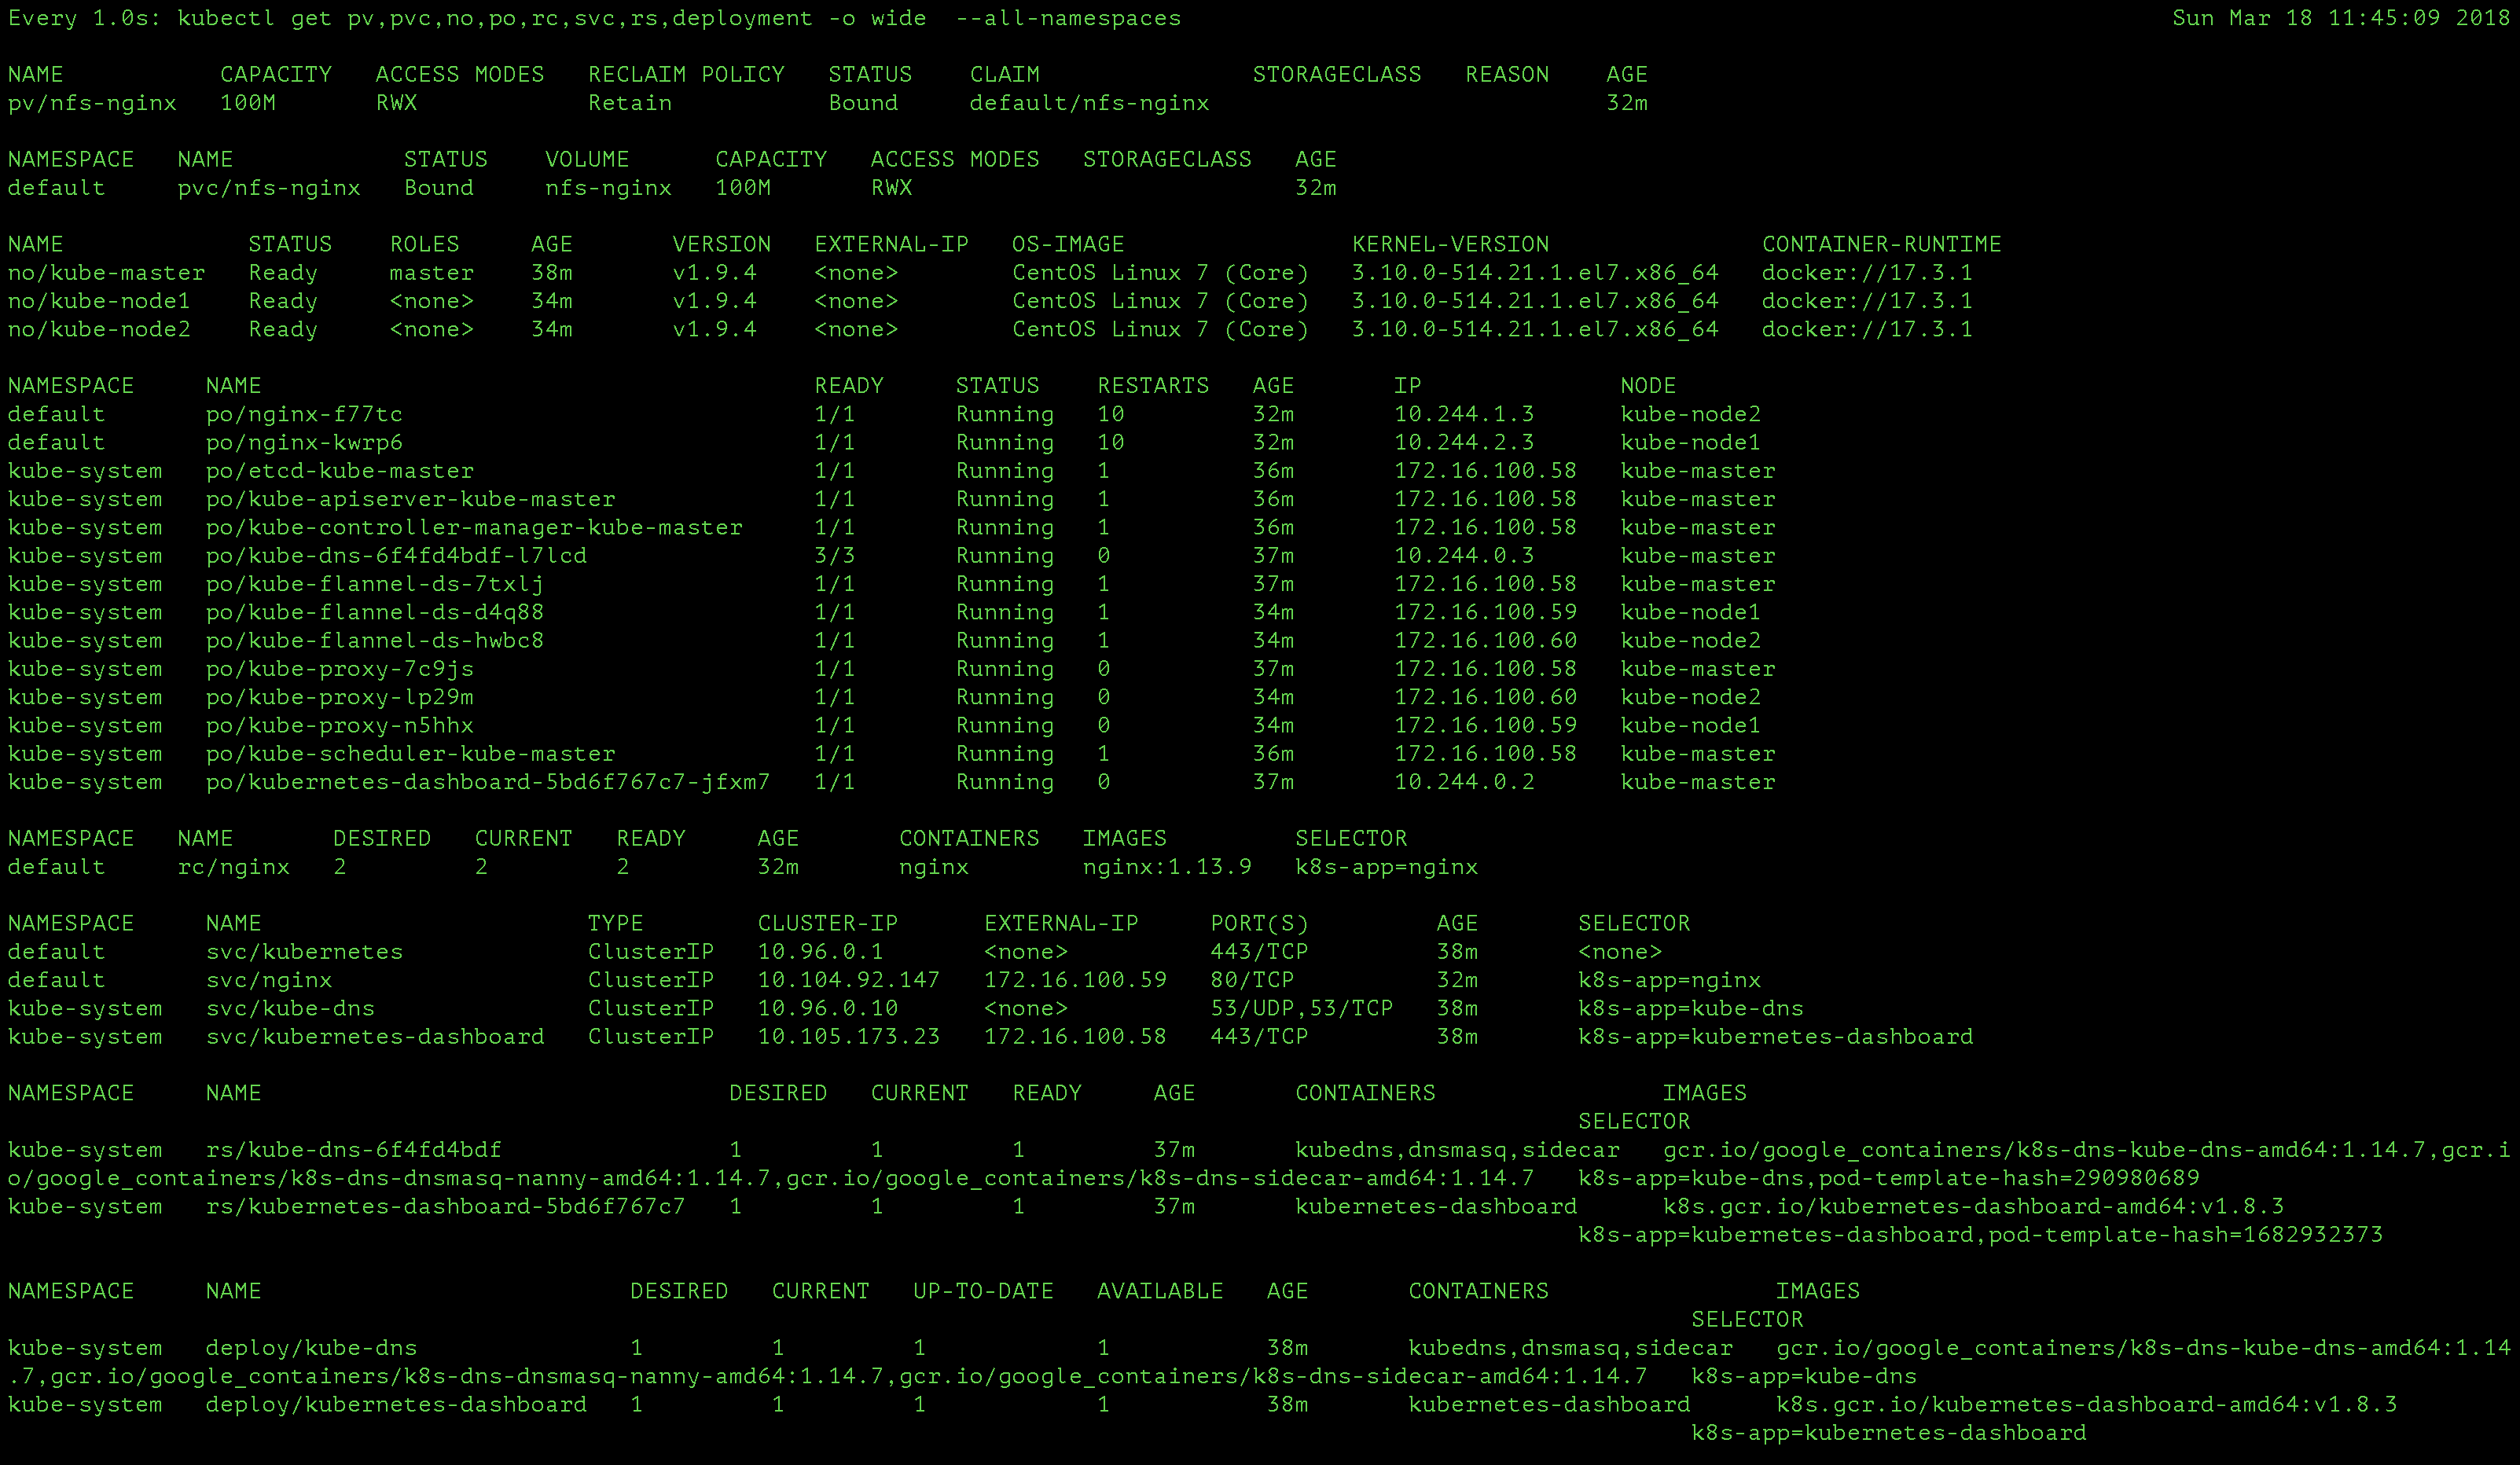 Every 1.0s: kubectl get pv,pvc,no,po,rc,svc,rs,deployment -o wide  --all-namespaces                    Sun Mar 18 11:45:09 2018
NAME           CAPACITY   ACCESS MODES   RECLAIM POLICY   STATUS    CLAIM               STORAGECLASS   REASON    AGE
pv/nfs-nginx   100M       RWX            Retain           Bound     default/nfs-nginx                            32m
NAMESPACE   NAME            STATUS    VOLUME      CAPACITY   ACCESS MODES   STORAGECLASS   AGE
default     pvc/nfs-nginx   Bound     nfs-nginx   100M       RWX                           32m
NAME             STATUS    ROLES     AGE       VERSION   EXTERNAL-IP   OS-IMAGE                KERNEL-VERSION               CONTAINER-RUNTIME
no/kube-master   Ready     master    38m       v1.9.4    <none>        CentOS Linux 7 (Core)   3.10.0-514.21.1.el7.x86_64   docker://17.3.1
no/kube-node1    Ready     <none>    34m       v1.9.4    <none>        CentOS Linux 7 (Core)   3.10.0-514.21.1.el7.x86_64   docker://17.3.1
no/kube-node2    Ready     <none>    34m       v1.9.4    <none>        CentOS Linux 7 (Core)   3.10.0-514.21.1.el7.x86_64   docker://17.3.1
NAMESPACE     NAME                                       READY     STATUS    RESTARTS   AGE       IP              NODE
default       po/nginx-f77tc                             1/1       Running   10         32m       10.244.1.3      kube-node2
default       po/nginx-kwrp6                             1/1       Running   10         32m       10.244.2.3      kube-node1
kube-system   po/etcd-kube-master                        1/1       Running   1          36m       172.16.100.58   kube-master
kube-system   po/kube-apiserver-kube-master              1/1       Running   1          36m       172.16.100.58   kube-master
kube-system   po/kube-controller-manager-kube-master     1/1       Running   1          36m       172.16.100.58   kube-master
kube-system   po/kube-dns-6f4fd4bdf-l7lcd                3/3       Running   0          37m       10.244.0.3      kube-master
kube-system   po/kube-flannel-ds-7txlj                   1/1       Running   1          37m       172.16.100.58   kube-master
kube-system   po/kube-flannel-ds-d4q88                   1/1       Running   1          34m       172.16.100.59   kube-node1
kube-system   po/kube-flannel-ds-hwbc8                   1/1       Running   1          34m       172.16.100.60   kube-node2
kube-system   po/kube-proxy-7c9js                        1/1       Running   0          37m       172.16.100.58   kube-master
kube-system   po/kube-proxy-lp29m                        1/1       Running   0          34m       172.16.100.60   kube-node2
kube-system   po/kube-proxy-n5hhx                        1/1       Running   0          34m       172.16.100.59   kube-node1
kube-system   po/kube-scheduler-kube-master              1/1       Running   1          36m       172.16.100.58   kube-master
kube-system   po/kubernetes-dashboard-5bd6f767c7-jfxm7   1/1       Running   0          37m       10.244.0.2      kube-master
NAMESPACE   NAME       DESIRED   CURRENT   READY     AGE       CONTAINERS   IMAGES         SELECTOR
default     rc/nginx   2         2         2         32m       nginx        nginx:1.13.9   k8s-app=nginx
NAMESPACE     NAME                       TYPE        CLUSTER-IP      EXTERNAL-IP     PORT(S)         AGE       SELECTOR
default       svc/kubernetes             ClusterIP   10.96.0.1       <none>          443/TCP         38m       <none>
default       svc/nginx                  ClusterIP   10.104.92.147   172.16.100.59   80/TCP          32m       k8s-app=nginx
kube-system   svc/kube-dns               ClusterIP   10.96.0.10      <none>          53/UDP,53/TCP   38m       k8s-app=kube-dns
kube-system   svc/kubernetes-dashboard   ClusterIP   10.105.173.23   172.16.100.58   443/TCP         38m       k8s-app=kubernetes-dashboard
NAMESPACE     NAME                                 DESIRED   CURRENT   READY     AGE       CONTAINERS                IMAGES
SELECTOR
kube-system   rs/kube-dns-6f4fd4bdf                1         1         1         37m       kubedns,dnsmasq,sidecar   gcr.io/google_containers/k8s-dns-kube-dns-amd64:1.14.7,gcr.i
o/google_containers/k8s-dns-dnsmasq-nanny-amd64:1.14.7,gcr.io/google_containers/k8s-dns-sidecar-amd64:1.14.7   k8s-app=kube-dns,pod-template-hash=290980689
kube-system   rs/kubernetes-dashboard-5bd6f767c7   1         1         1         37m       kubernetes-dashboard      k8s.gcr.io/kubernetes-dashboard-amd64:v1.8.3
k8s-app=kubernetes-dashboard,pod-template-hash=1682932373
NAMESPACE     NAME                          DESIRED   CURRENT   UP-TO-DATE   AVAILABLE   AGE       CONTAINERS                IMAGES
SELECTOR
kube-system   deploy/kube-dns               1         1         1            1           38m       kubedns,dnsmasq,sidecar   gcr.io/google_containers/k8s-dns-kube-dns-amd64:1.14
.7,gcr.io/google_containers/k8s-dns-dnsmasq-nanny-amd64:1.14.7,gcr.io/google_containers/k8s-dns-sidecar-amd64:1.14.7   k8s-app=kube-dns
kube-system   deploy/kubernetes-dashboard   1         1         1            1           38m       kubernetes-dashboard      k8s.gcr.io/kubernetes-dashboard-amd64:v1.8.3
k8s-app=kubernetes-dashboard